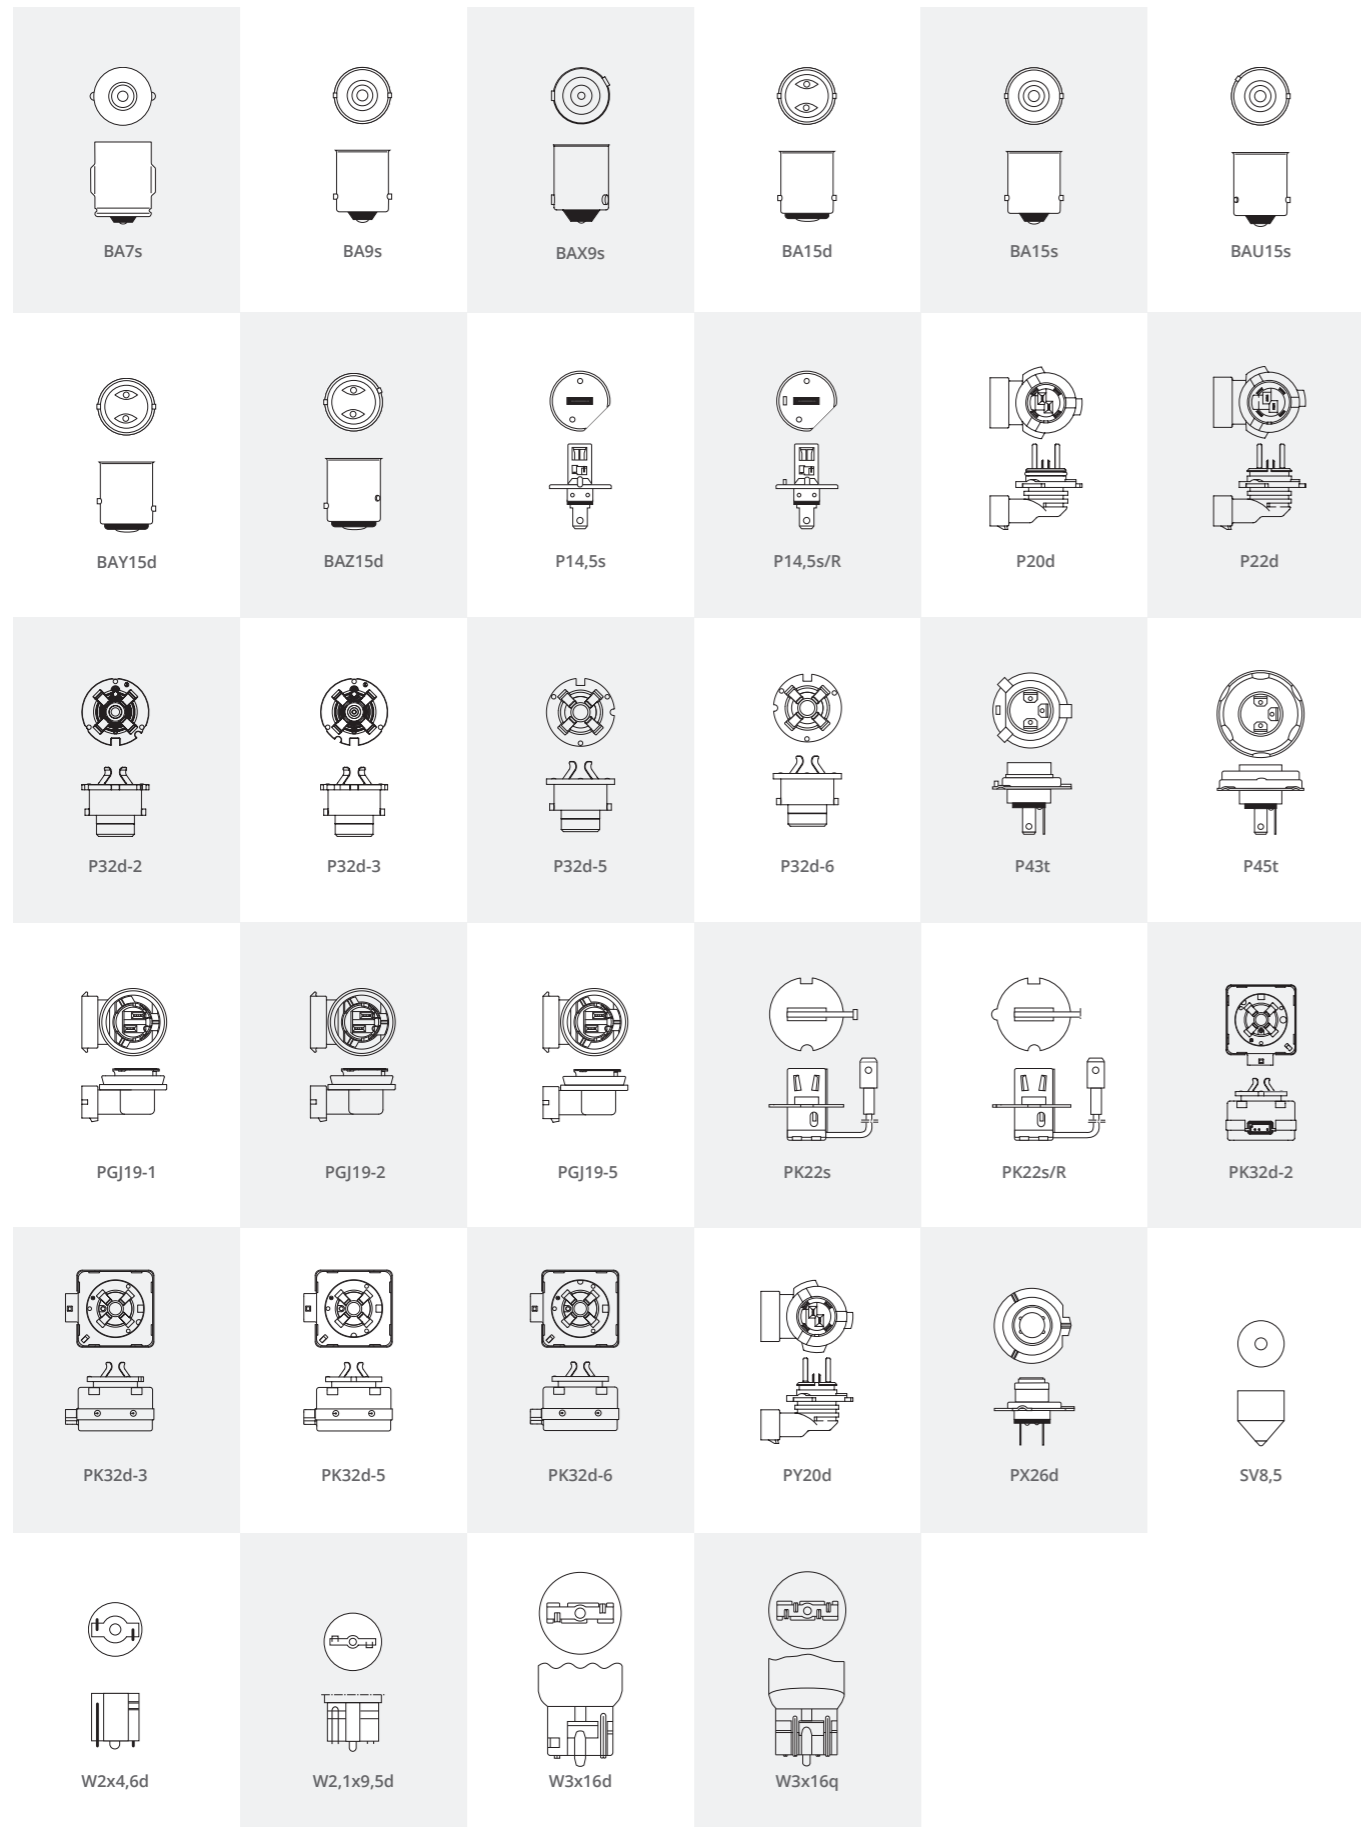 BA7s
BA9s
BAX9s
BA15d
BA15s
BAU15s
BAY15d
BAZ15d
P14,5s
P14,5s/R
P20d
P22d
P32d-2
P32d-3
P32d-5
P32d-6
P43t
P45t
PGJ19-1
PGJ19-2
PGJ19-5
PK22s
PK22s/R
PK32d-2
PK32d-3
PK32d-5
PK32d-6
PY20d
PX26d
SV8,5
W2x4,6d
W2,1x9,5d
W3x16d
W3x16q